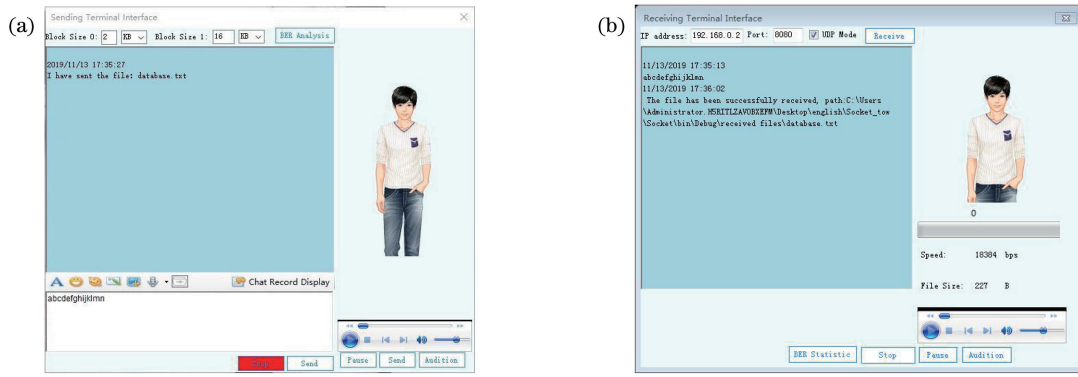 (a)
Sending Terminal Interface
Block Size 0: 2 KB Block Size 1: 16 KB BER Analysis
2019/11/13 17:35:27
I have sent the file: database.txt
Chat Record Display
abcdefghijklmn
Send
Pause Send Audition
(b)
Receiving Terminal Interface
IP address: 192.168.0.2 Port: 8080 UDP Mode Receive
11/13/2019 17:35:13
abcdefghijklmn
11/13/2019 17:36:02
The file has been successfully received, path:C:\Users
\Administrator.M5RITLZAVOBXEFM\Desktop\english\Socket_tow
\Socket\bin\Debug\received files\database.txt
0
Speed: 18384 bps
File Size: 227 B
BER Statistic Stop Pause Audition